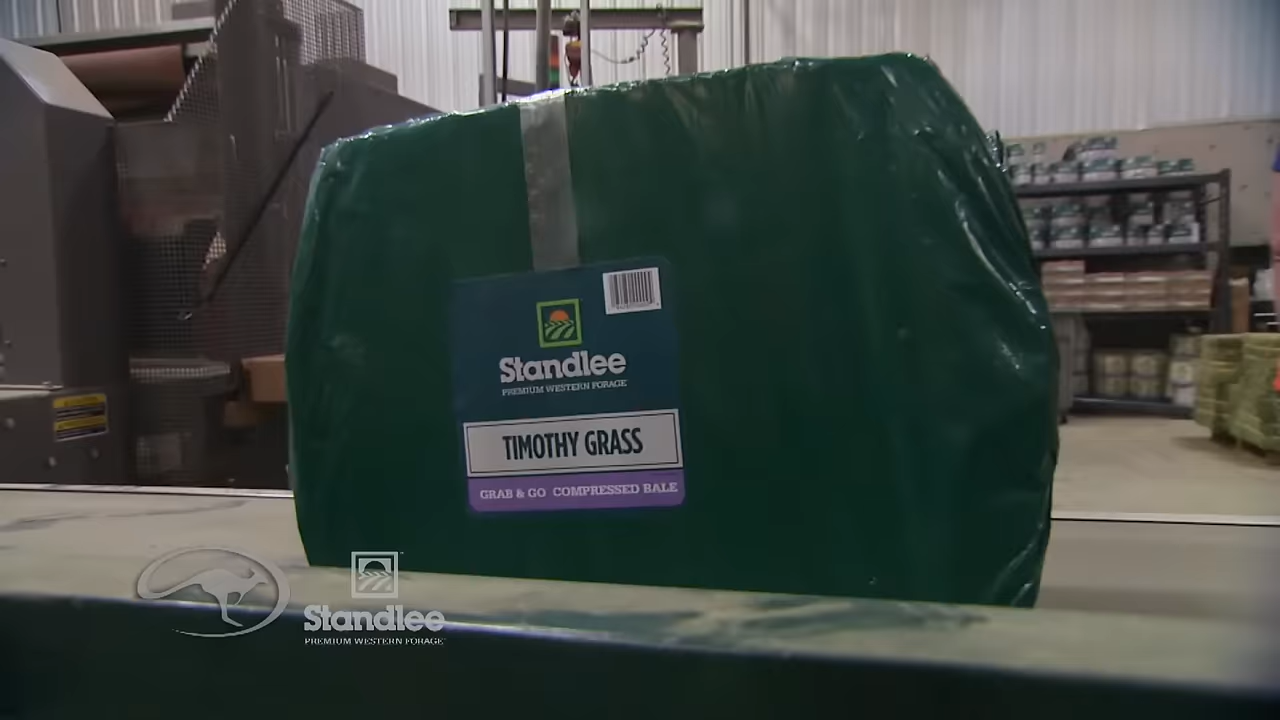 Standlee
PREMIUM WESTERN FORAGE
TIMOTHY GRASS
GRAB & GO COMPRESSED BALE
Standlee
PREMIUM WESTERN FORAGE